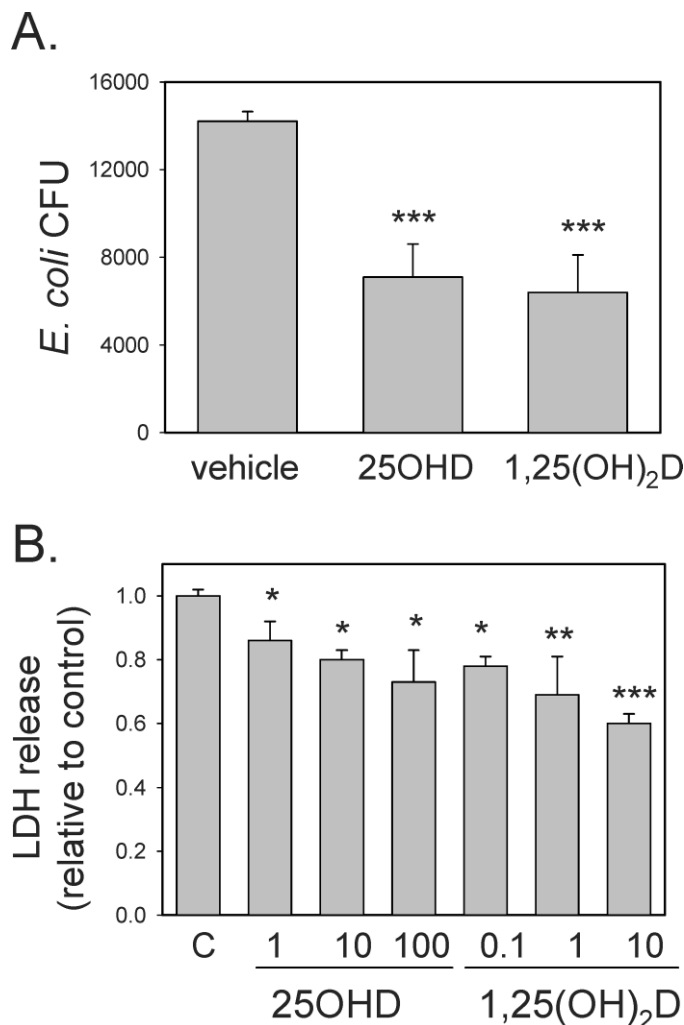 A.
E. coli CFU
16000
12000
8000
4000
0
***
***
vehicle 25OHD 1,25(OH)₂D
B.
LDH release
(relative to control)
1.0
0.8
0.6
0.4
0.2
0.0
* * * * ** ***
C 1 10 100 0.1 1 10
25OHD 1,25(OH)₂D